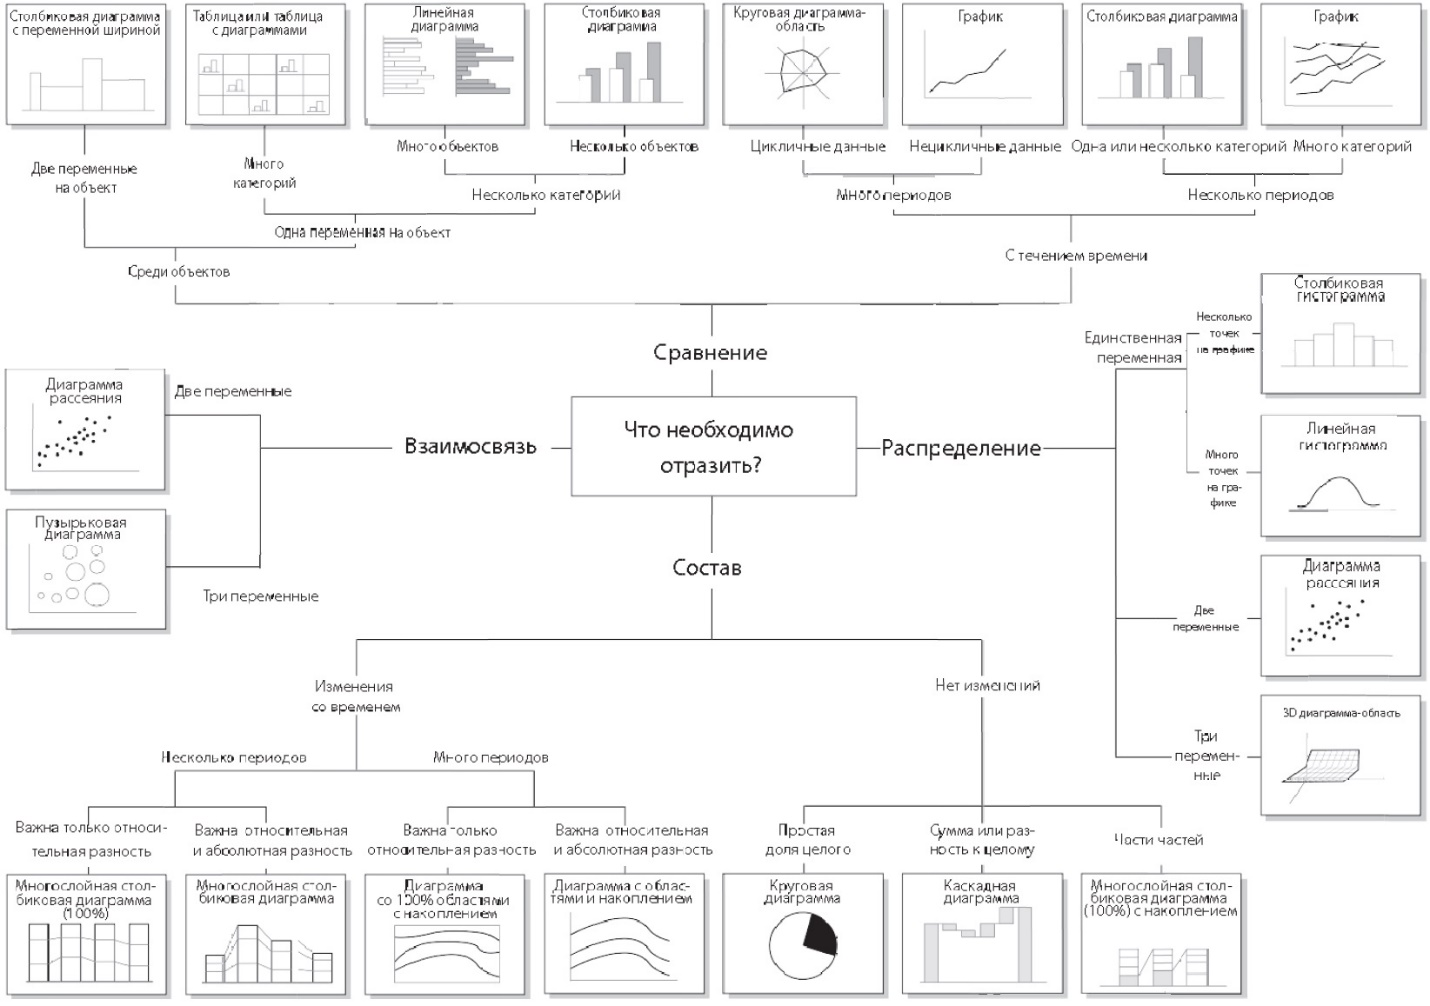 Столбиковая диаграмма
с переменной шириной
Таблица или таблица
с диаграммами
Линейная
диаграмма
Столбиковая
диаграмма
Круговая диаграмма-
область
График
Столбиковая диаграмма
График
Две переменные
на объект
Много
категорий
Много объектов
Несколько объектов
Цикличные данные
Нецикличные данные
Одна или несколько категорий
Много категорий
Несколько категорий
Много периодов
Несколько периодов
Одна переменная на объект
Среди объектов
С течением времени
Сравнение
Единственная
переменная
Несколько
точек
на графике
Столбиковая
гистограмма
Диаграмма
рассеяния
Две переменные
Взаимосвязь
Что необходимо
отразить?
Распределение
Много
точек
на гра-
фике
Линейная
гистограмма
Пузырьковая
диаграмма
Три переменные
Состав
Две
переменные
Диаграмма
рассеяния
Три
перемен-
ные
3D диаграмма-область
Изменения
со временем
Нет изменений
Несколько периодов
Много периодов
Важна только относи-
тельная разность
Важна относительная
и абсолютная разность
Важна только
относительная разность
Важна относительная
и абсолютная разность
Простая
доля целого
Сумма или раз-
ность к целому
Части частей
Многослойная стол-
биковая диаграмма
(100%)
Многослойная стол-
биковая диаграмма
Диаграмма
со 100% областями
с накоплением
Диаграмма с облас-
тями и накоплением
Круговая
диаграмма
Каскадная
диаграмма
Многослойная стол-
биковая диаграмма
(100%) с накоплением